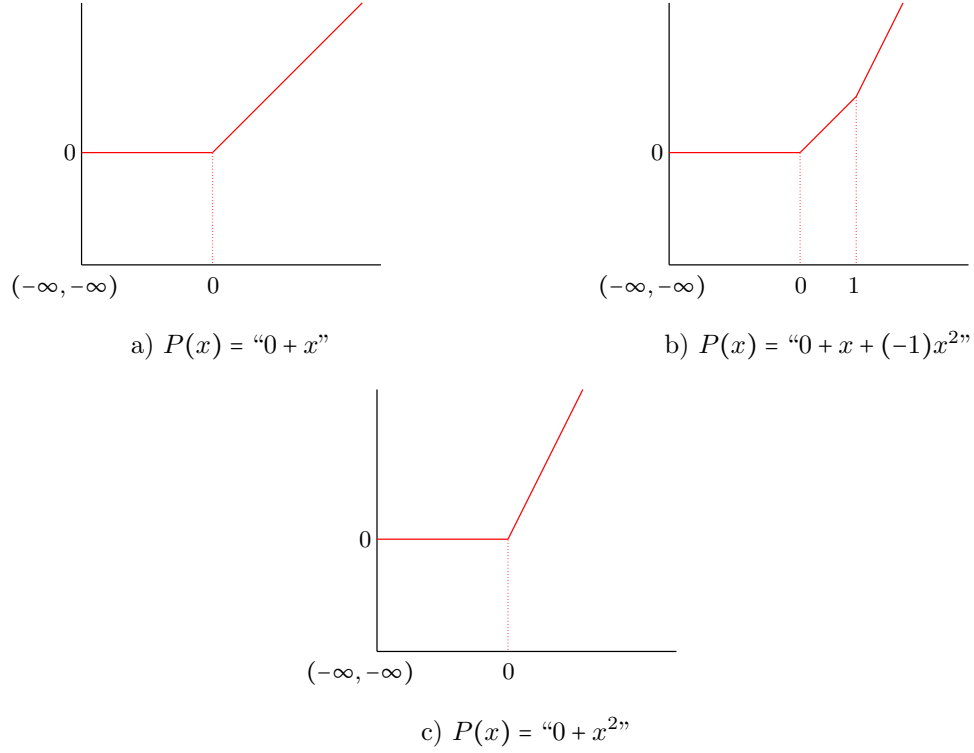 0
0
(−∞, −∞) 0
(−∞, −∞) 0 1
a) P(x) = “0 + x”
b) P(x) = “0 + x + (−1)x²”
0
(−∞, −∞) 0
c) P(x) = “0 + x²”